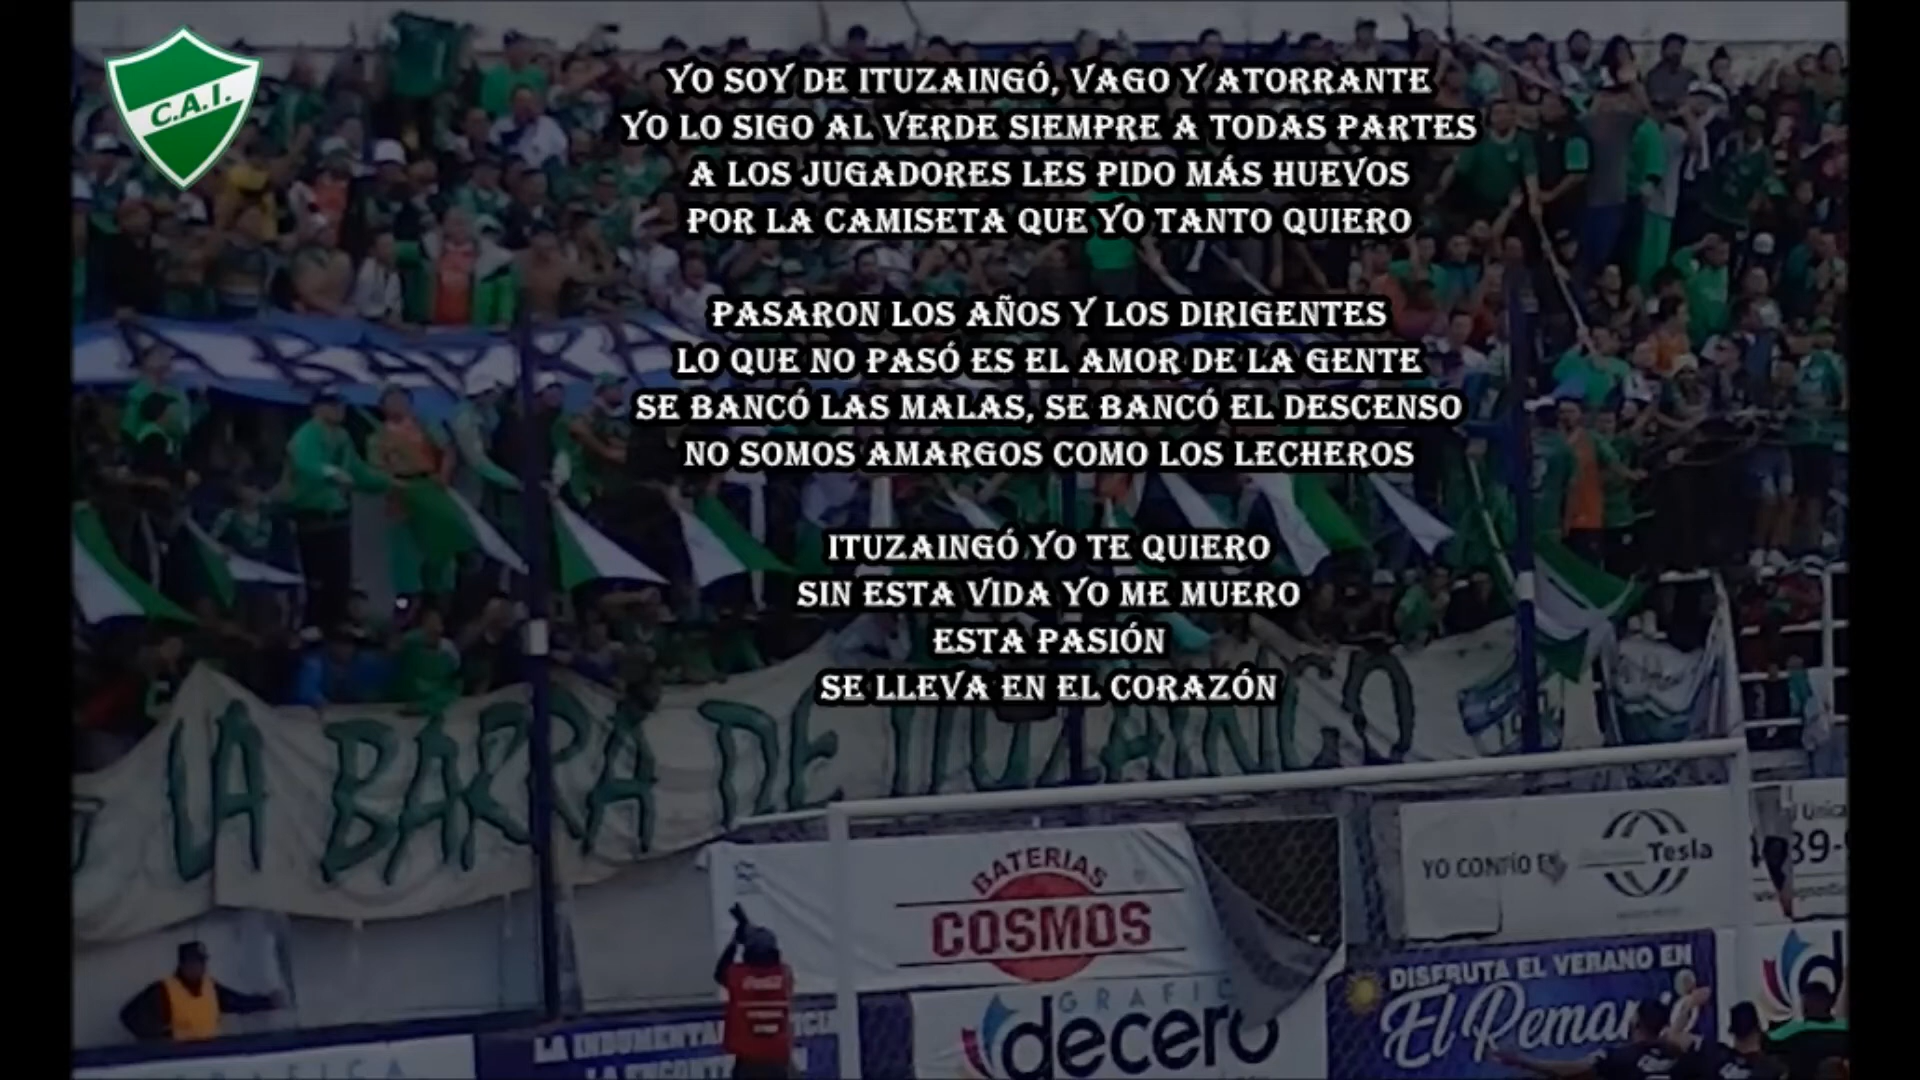 C.A.I.
YO SOY DE ITUZAINGÓ, VAGO Y ATORRANTE
YO LO SIGO AL VERDE SIEMPRE A TODAS PARTES
A LOS JUGADORES LES PIDO MÁS HUEVOS
POR LA CAMISETA QUE YO TANTO QUIERO
PASARON LOS AÑOS Y LOS DIRIGENTES
LO QUE NO PASÓ ES EL AMOR DE LA GENTE
SE BANCÓ LAS MALAS, SE BANCÓ EL DESCENSO
NO SOMOS AMARGOS COMO LOS LECHEROS
ITUZAINGÓ YO TE QUIERO
SIN ESTA VIDA YO ME MUERO
ESTA PASIÓN
SE LLEVA EN EL CORAZÓN
LA BARRA DE ITUZAINGO
BATERIAS
COSMOS
YO CONFÍO EN
Tesla
DISFRUTA EL VERANO EN
El
GRAFIC
decero
LA